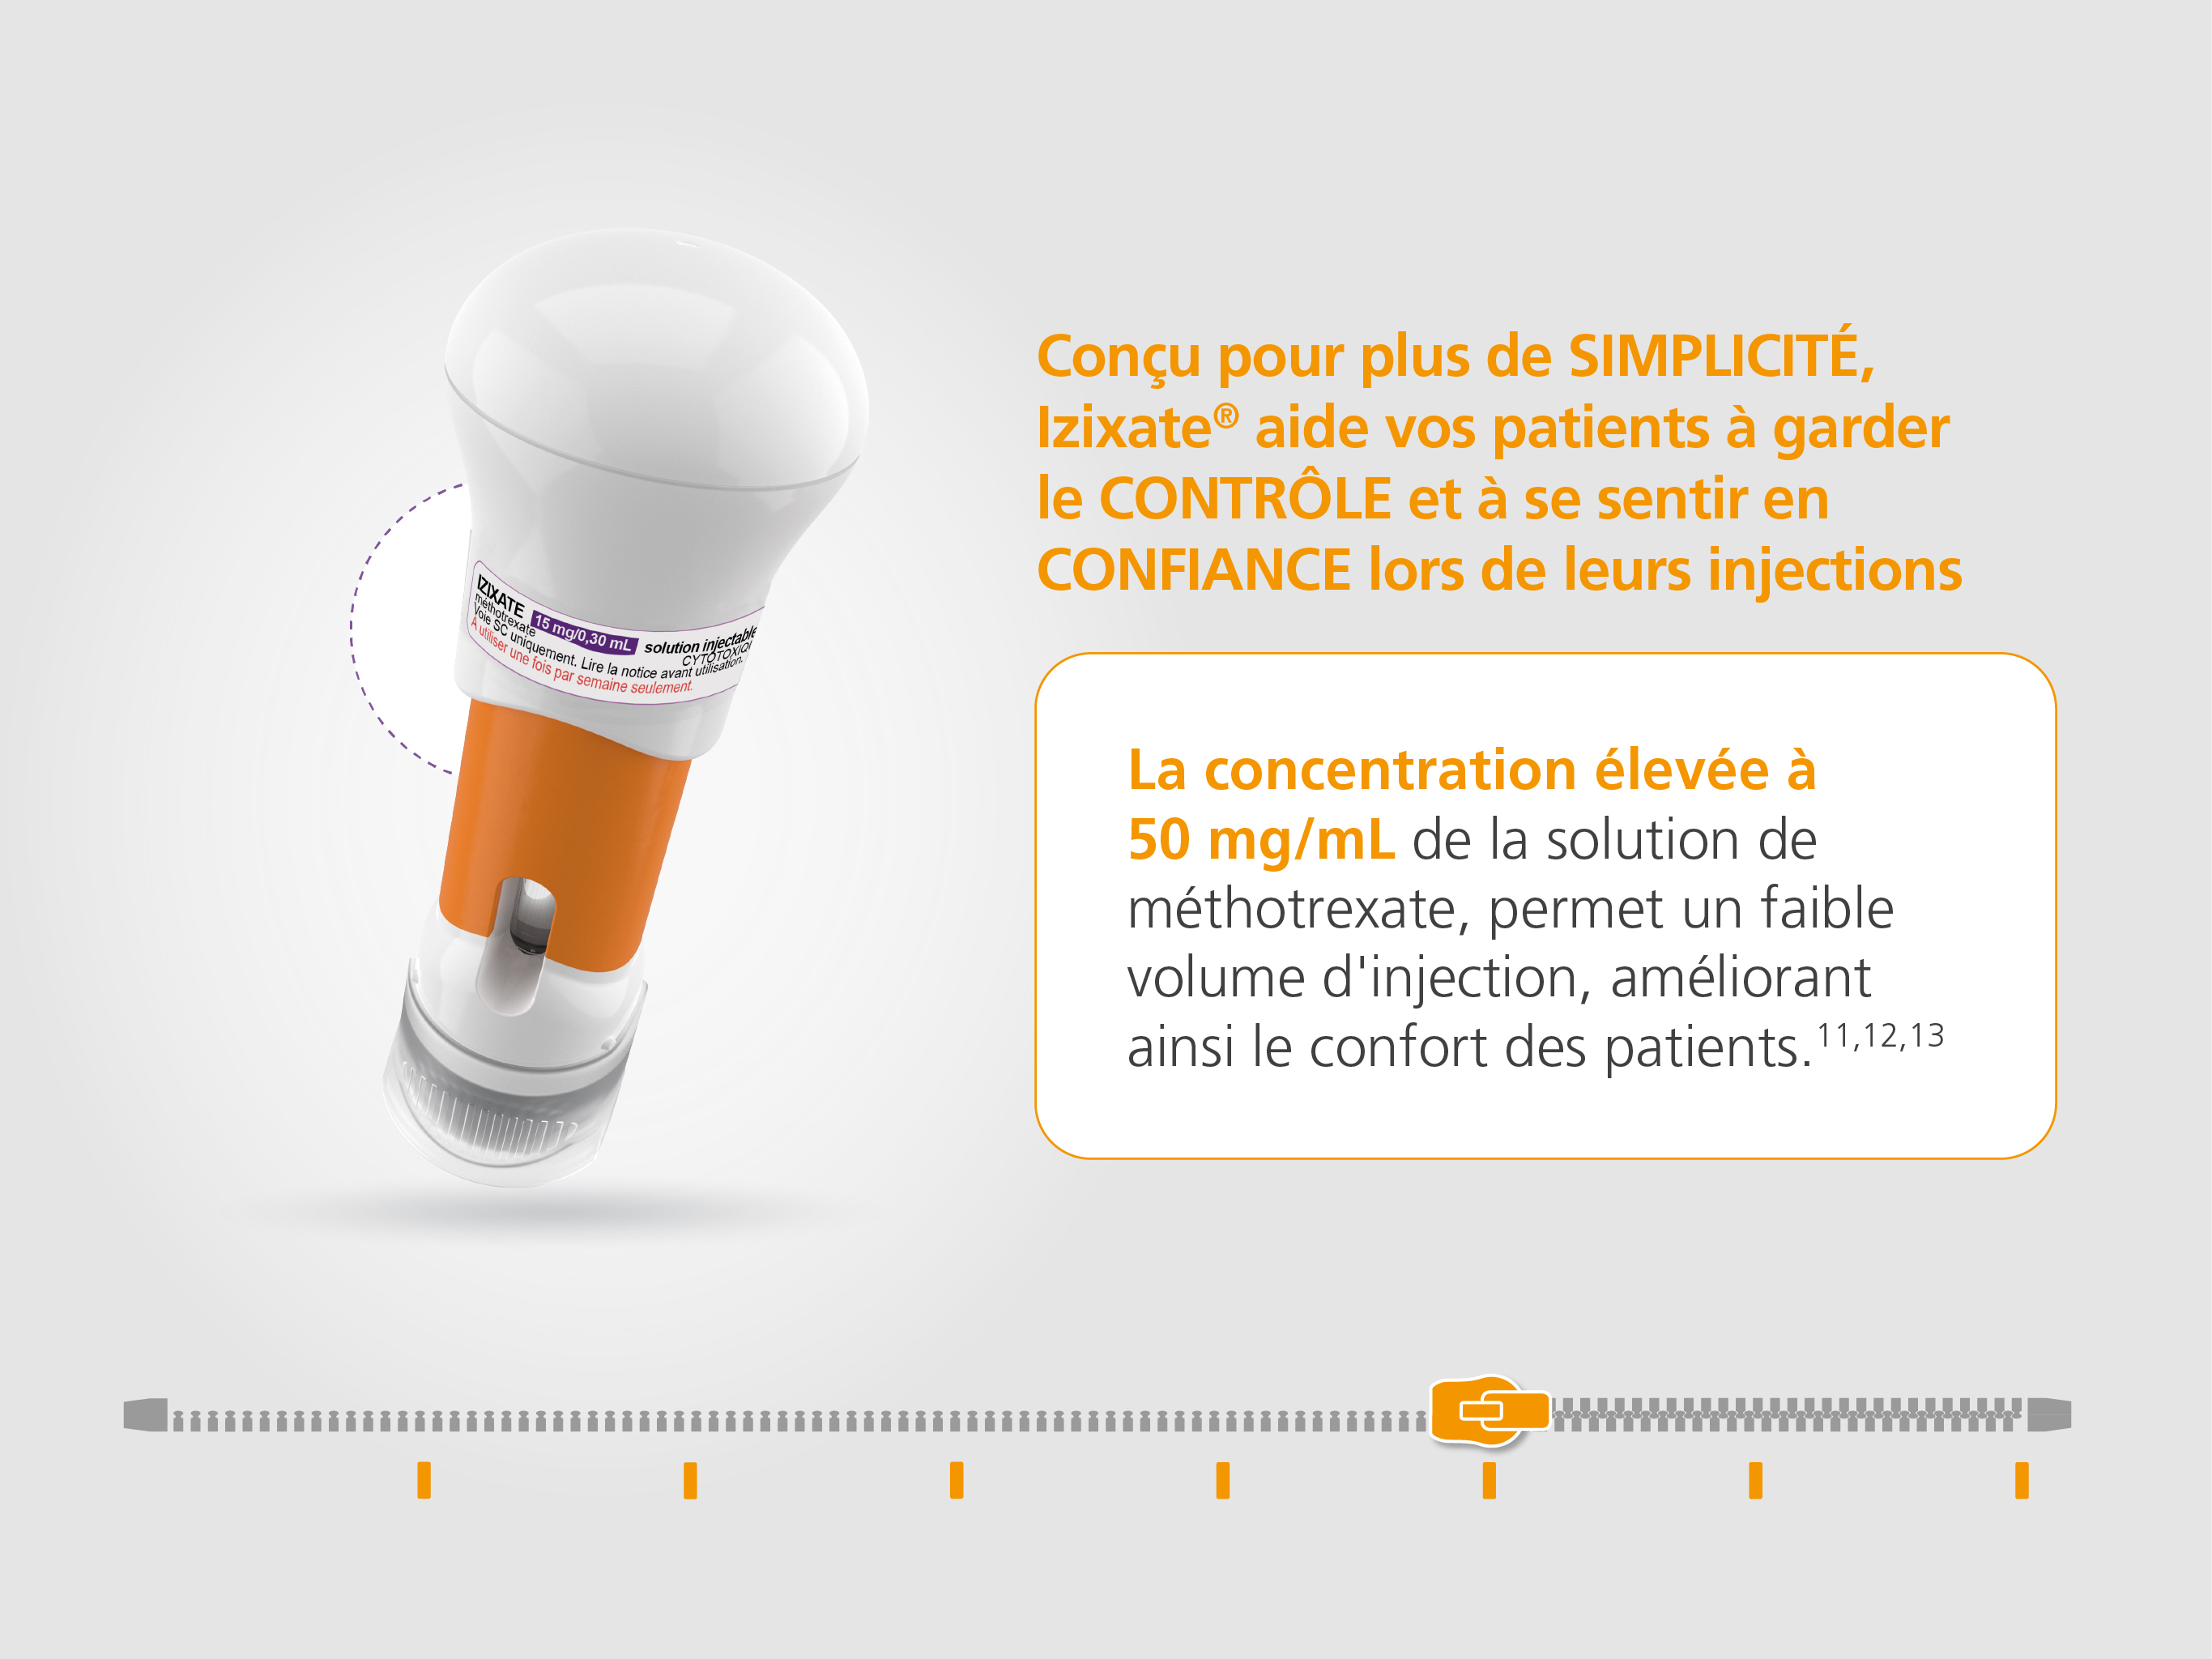 IZIXATE
méthotrexate 15 mg/0,30 mL solution injectable
Voie SC uniquement. Lire la notice avant utilisation.
A utiliser une fois par semaine seulement.
Conçu pour plus de SIMPLICITÉ,
Izixate® aide vos patients à garder
le CONTRÔLE et à se sentir en
CONFIANCE lors de leurs injections
La concentration élevée à
50 mg/mL de la solution de
méthotrexate, permet un faible
volume d'injection, améliorant
ainsi le confort des patients.11,12,13